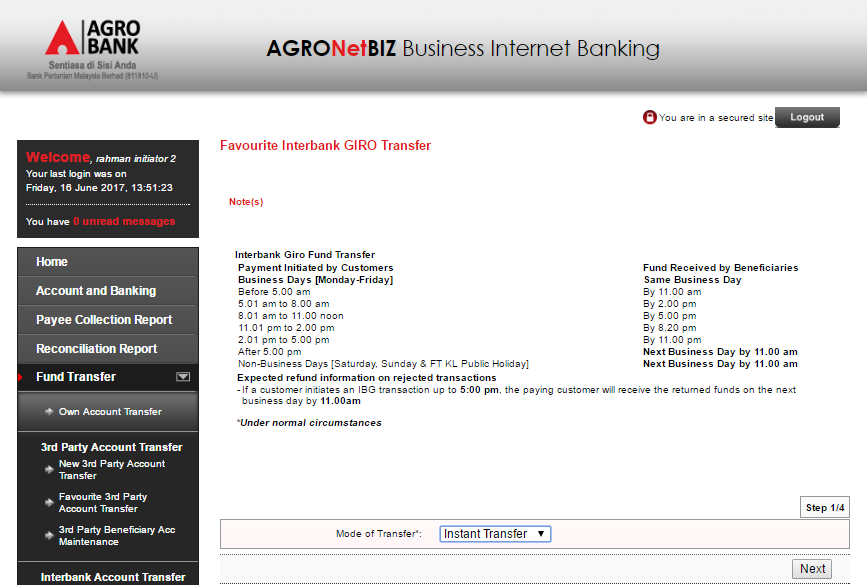 AGRO
BANK
Sentiasa di Sisi Anda
Bank Pertanian Malaysia Berhad (811810-U)
AGRONetBIZ Business Internet Banking
You are in a secured site
Logout
Welcome, rahman initiator 2
Your last login was on
Friday, 16 June 2017, 13:51:23
You have 0 unread messages
Home
Account and Banking
Payee Collection Report
Reconciliation Report
Fund Transfer
Own Account Transfer
3rd Party Account Transfer
New 3rd Party Account
Transfer
Favourite 3rd Party
Account Transfer
3rd Party Beneficiary Acc
Maintenance
Interbank Account Transfer
Favourite Interbank GIRO Transfer
Note(s)
Interbank Giro Fund Transfer
Payment Initiated by Customers Fund Received by Beneficiaries
Business Days [Monday-Friday] Same Business Day
Before 5.00 am By 11.00 am
5.01 am to 8.00 am By 2.00 pm
8.01 am to 11.00 noon By 5.00 pm
11.01 pm to 2.00 pm By 8.20 pm
2.01 pm to 5.00 pm By 11.00 pm
After 5.00 pm Next Business Day by 11.00 am
Non-Business Days [Saturday, Sunday & FT KL Public Holiday] Next Business Day by 11.00 am
Expected refund information on rejected transactions
- If a customer initiates an IBG transaction up to 5:00 pm, the paying customer will receive the returned funds on the next
business day by 11.00am
*Under normal circumstances
Step 1/4
Mode of Transfer*: Instant Transfer
Next